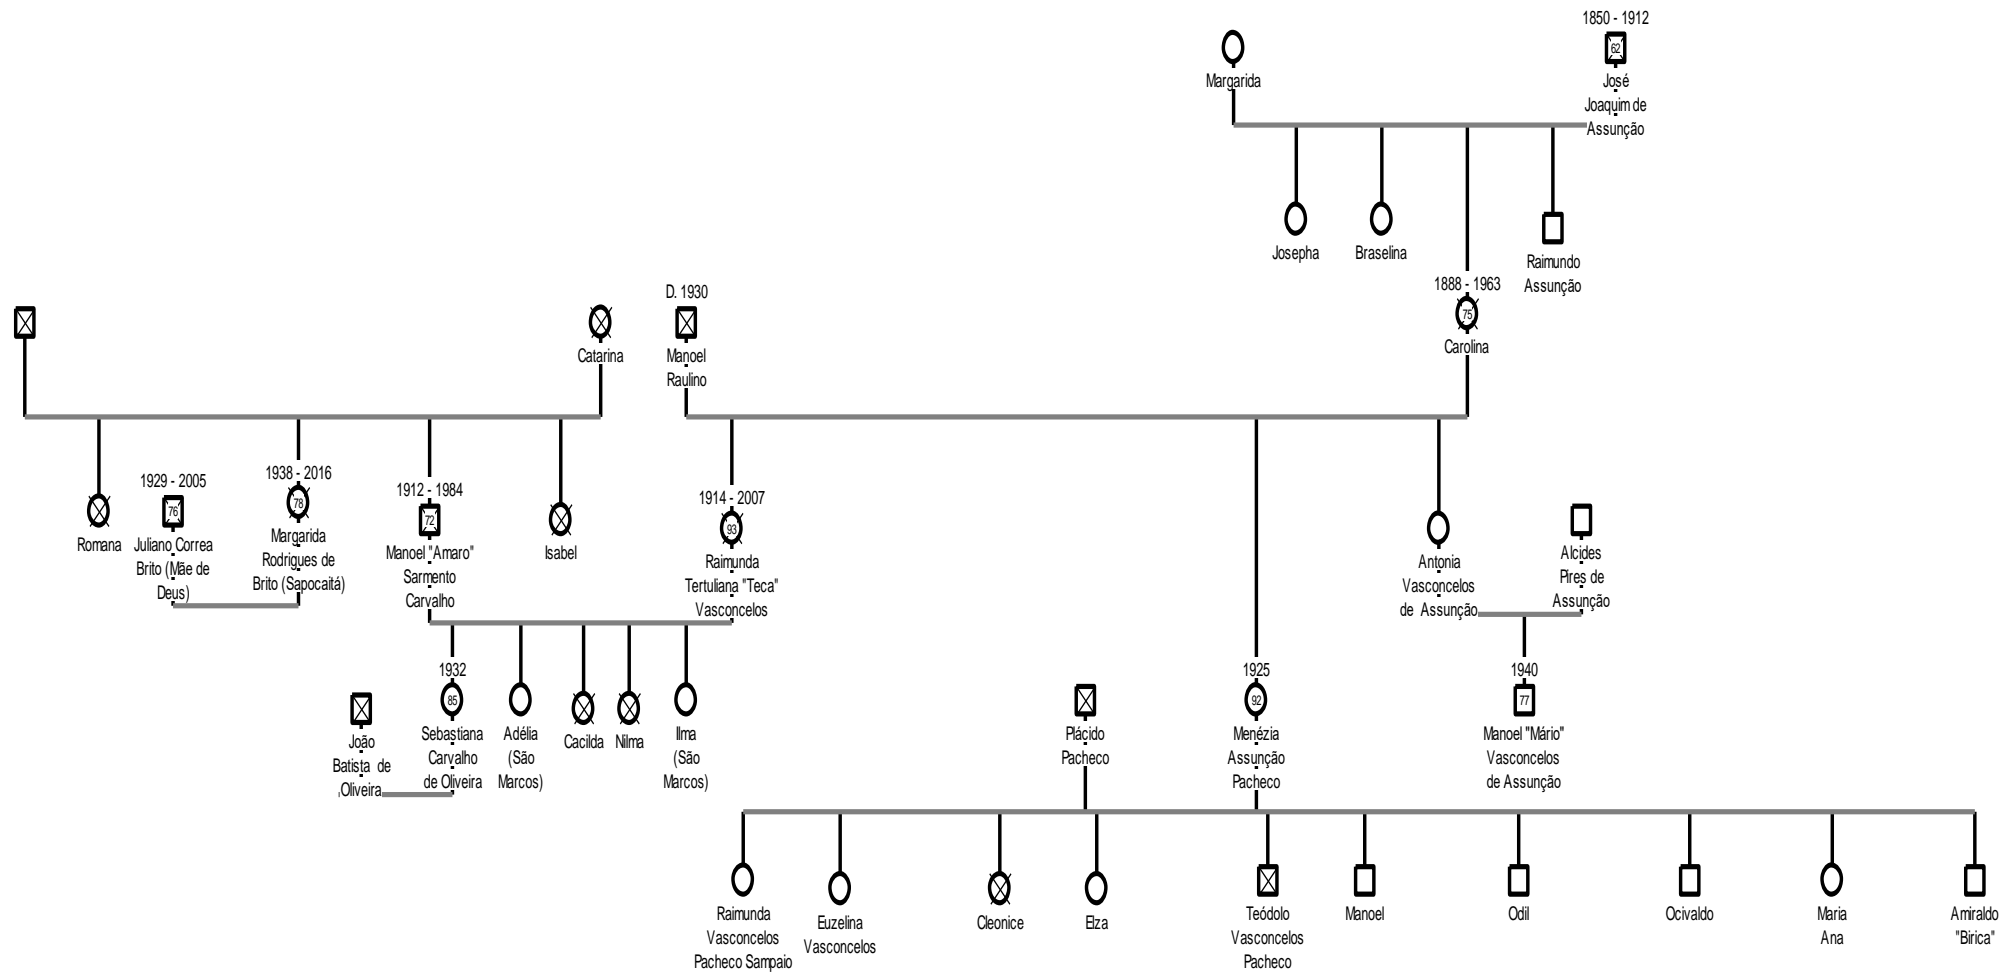 1850 - 1912
62
Margarida
José
Joaquim de
Assunção
Josepha
Braselina
Raimundo
Assunção
1888 - 1963
75
Carolina
D. 1930
Manoel
Raulino
Catarina
Romana
1929 - 2005
76
Juliano Correa
Brito (Mãe de
Deus)
1938 - 2016
78
Margarida
Rodrigues de
Brito (Sapocaitá)
1912 - 1984
72
Manoel "Amaro"
Sarmento
Carvalho
Isabel
1914 - 2007
93
Raimunda
Tertuliana "Teca"
Vasconcelos
Antonia
Vasconcelos
de Assunção
Alcides
Pires de
Assunção
João
Batista de
Oliveira
1932
85
Sebastiana
Carvalho
de Oliveira
Adélia
(São
Marcos)
Cacilda
Nilma
Ilma
(São
Marcos)
Plácido
Pacheco
1925
92
Menézia
Assunção
Pacheco
1940
77
Manoel "Mário"
Vasconcelos
de Assunção
Raimunda
Vasconcelos
Pacheco Sampaio
Euzelina
Vasconcelos
Cleonice
Elza
Teódolo
Vasconcelos
Pacheco
Manoel
Odil
Ocivaldo
Maria
Ana
Amiraldo
"Birica"